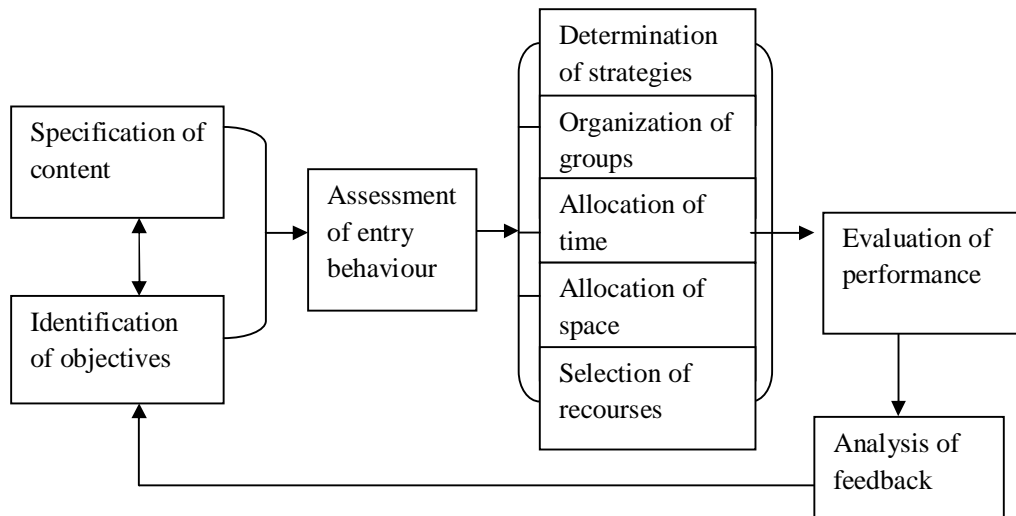 Specification of
content
Identification
of objectives
Assessment
of entry
behaviour
Determination
of strategies
Organization of
groups
Allocation of
time
Allocation of
space
Selection of
recourses
Evaluation of
performance
Analysis of
feedback